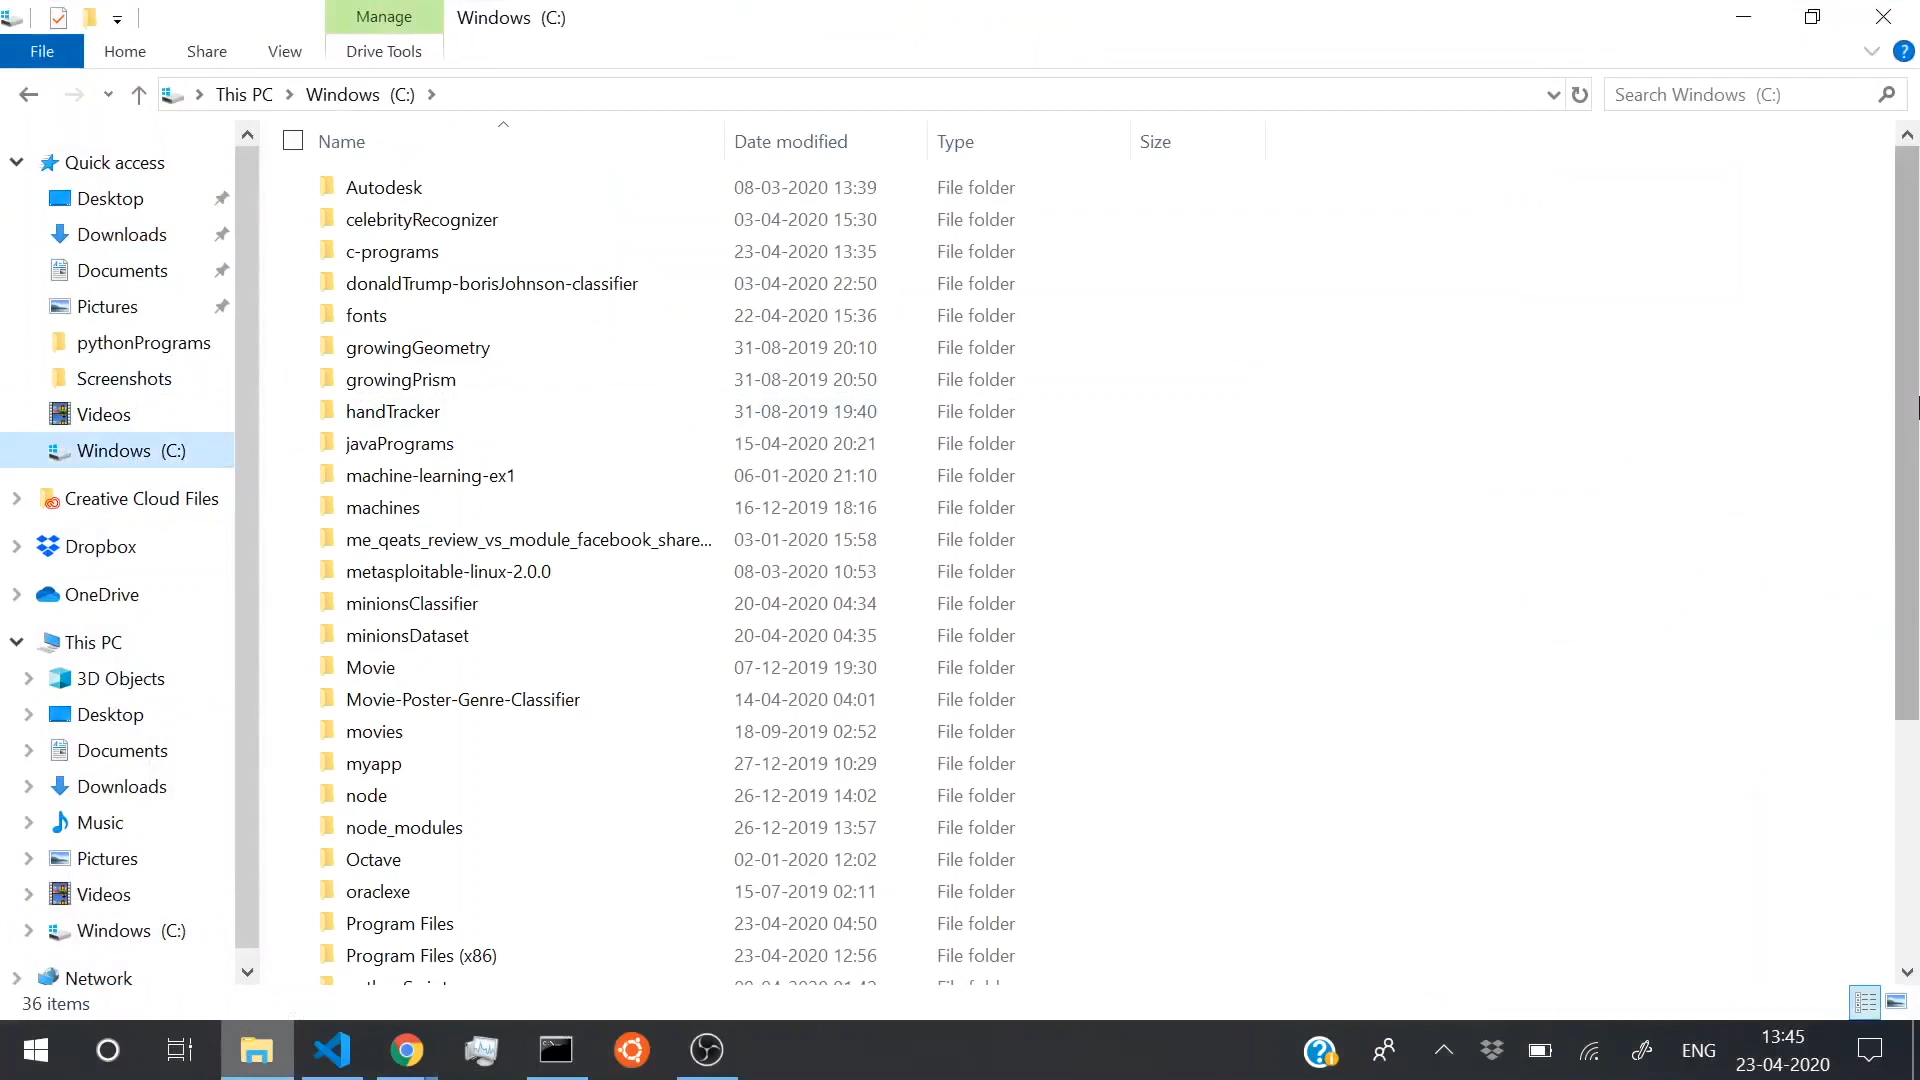 Manage
Windows (C:)
File
Home
Share
View
Drive Tools
This PC
Windows (C:)
Search Windows (C:)
Name
Date modified
Type
Size
Quick access
Desktop
Downloads
Documents
Pictures
pythonPrograms
Screenshots
Videos
Windows (C:)
Creative Cloud Files
Dropbox
OneDrive
This PC
3D Objects
Desktop
Documents
Downloads
Music
Pictures
Videos
Windows (C:)
Network
Autodesk 08-03-2020 13:39 File folder
celebrityRecognizer 03-04-2020 15:30 File folder
c-programs 23-04-2020 13:35 File folder
donaldTrump-borisJohnson-classifier 03-04-2020 22:50 File folder
fonts 22-04-2020 15:36 File folder
growingGeometry 31-08-2019 20:10 File folder
growingPrism 31-08-2019 20:50 File folder
handTracker 31-08-2019 19:40 File folder
javaPrograms 15-04-2020 20:21 File folder
machine-learning-ex1 06-01-2020 21:10 File folder
machines 16-12-2019 18:16 File folder
me_qeats_review_vs_module_facebook_share... 03-01-2020 15:58 File folder
metasploitable-linux-2.0.0 08-03-2020 10:53 File folder
minionsClassifier 20-04-2020 04:34 File folder
minionsDataset 20-04-2020 04:35 File folder
Movie 07-12-2019 19:30 File folder
Movie-Poster-Genre-Classifier 14-04-2020 04:01 File folder
movies 18-09-2019 02:52 File folder
myapp 27-12-2019 10:29 File folder
node 26-12-2019 14:02 File folder
node_modules 26-12-2019 13:57 File folder
Octave 02-01-2020 12:02 File folder
oraclexe 15-07-2019 02:11 File folder
Program Files 23-04-2020 04:50 File folder
Program Files (x86) 23-04-2020 12:56 File folder
36 items
ENG
13:45
23-04-2020